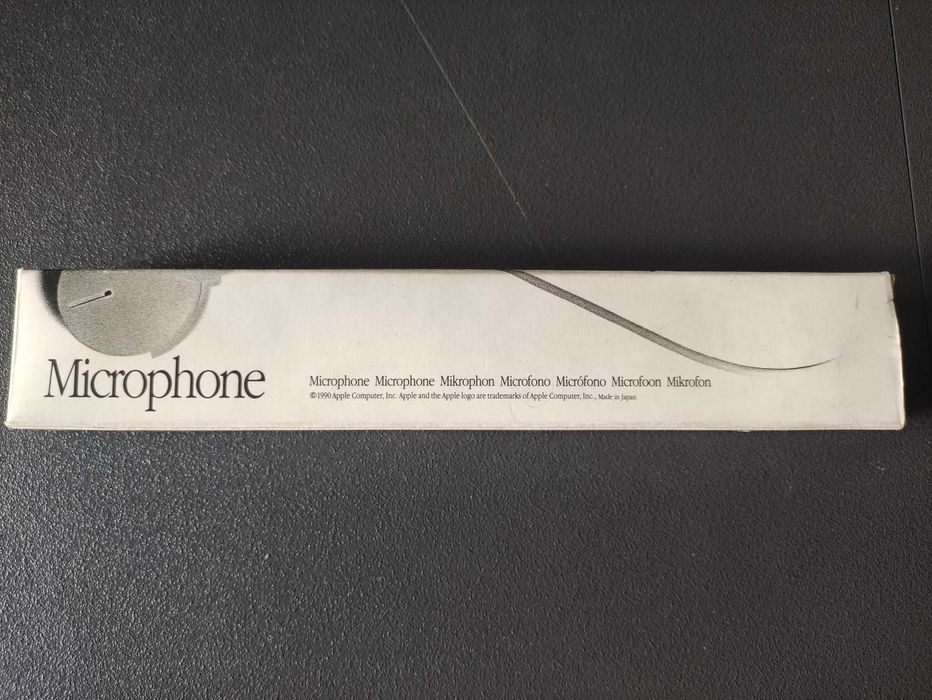 Microphone
Microphone Microphone Mikrophon Microfono Micrófono Microfoon Mikrofon
©1990 Apple Computer, Inc. Apple and the Apple logo are trademarks of Apple Computer, Inc., Made in Japan